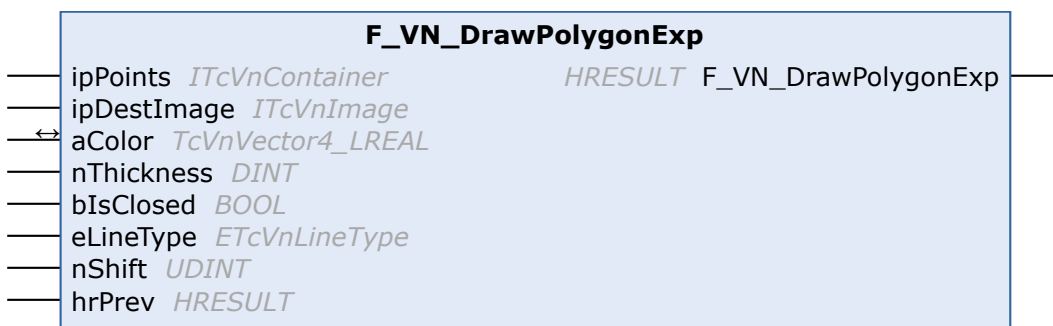 F_VN_DrawPolygonExp
ipPoints ITcVnContainer HRESULT F_VN_DrawPolygonExp
ipDestImage ITcVnImage
↔ aColor TcVnVector4_LREAL
nThickness DINT
bIsClosed BOOL
eLineType ETcVnLineType
nShift UDINT
hrPrev HRESULT